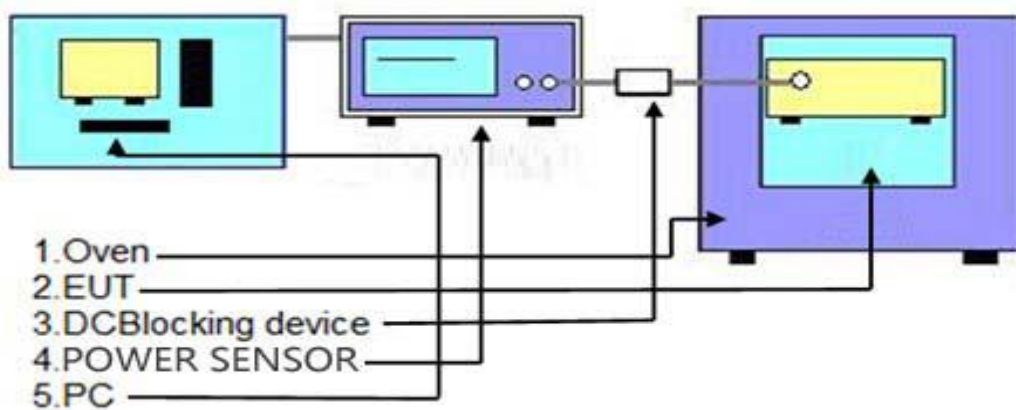 1.Oven
2.EUT
3.DCBlocking device
4.POWER SENSOR
5.PC